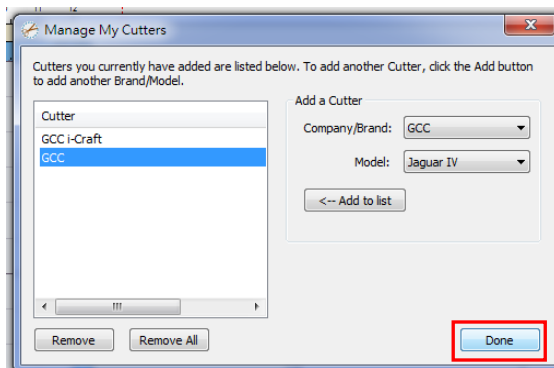 11 12
Manage My Cutters
Cutters you currently have added are listed below. To add another Cutter, click the Add button
to add another Brand/Model.
Cutter
GCC i-Craft
GCC
Add a Cutter
Company/Brand: GCC
Model: Jaguar IV
<-- Add to list
Remove Remove All Done